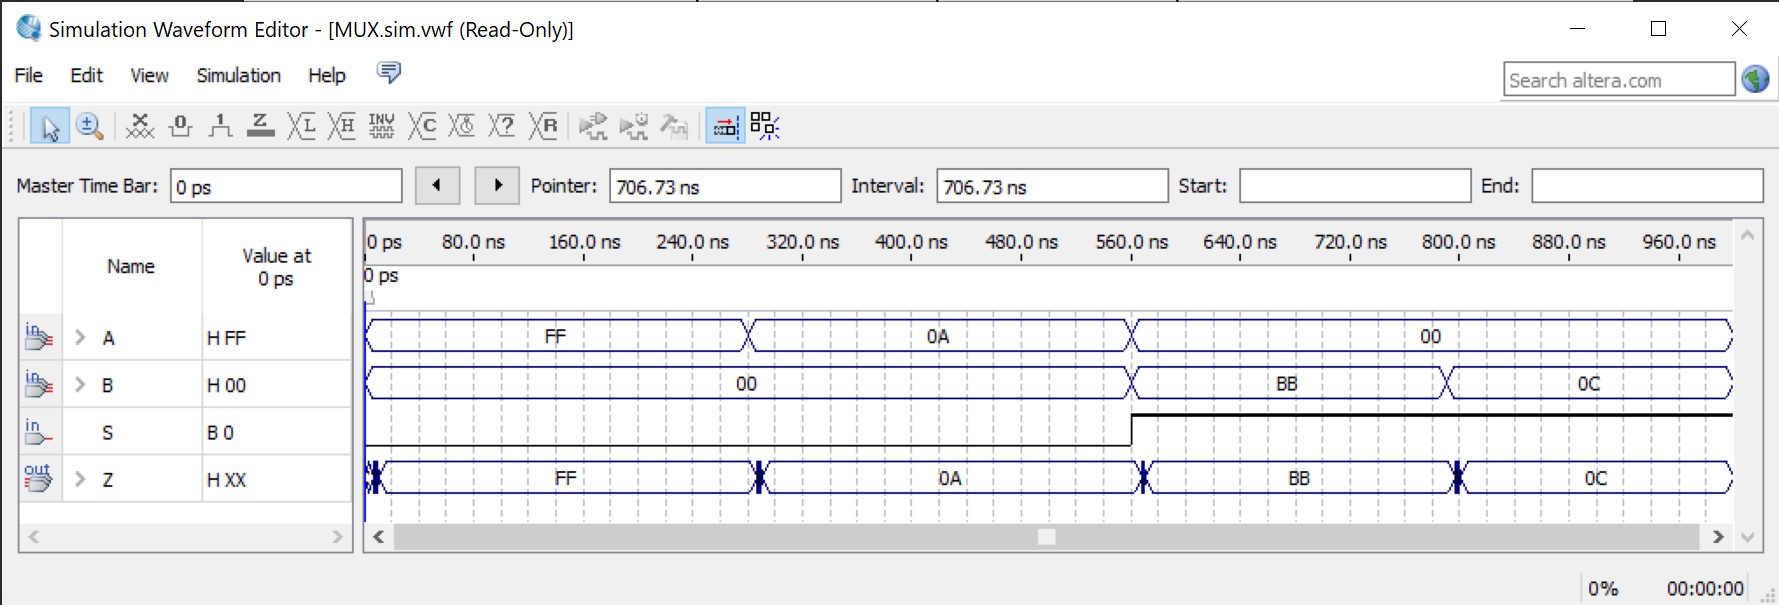 Simulation Waveform Editor - [MUX.sim.vwf (Read-Only)]
File Edit View Simulation Help
Search altera.com
X 0 1 Z L H INV C ? R
Master Time Bar: 0 ps Pointer: 706.73 ns Interval: 706.73 ns Start: End:
Name Value at 0 ps
0 ps 80.0 ns 160.0 ns 240.0 ns 320.0 ns 400.0 ns 480.0 ns 560.0 ns 640.0 ns 720.0 ns 800.0 ns 880.0 ns 960.0 ns
0 ps
in A H FF FF 0A 00
in B H 00 00 BB 0C
in S B 0
out Z H XX FF 0A BB 0C
0% 00:00:00